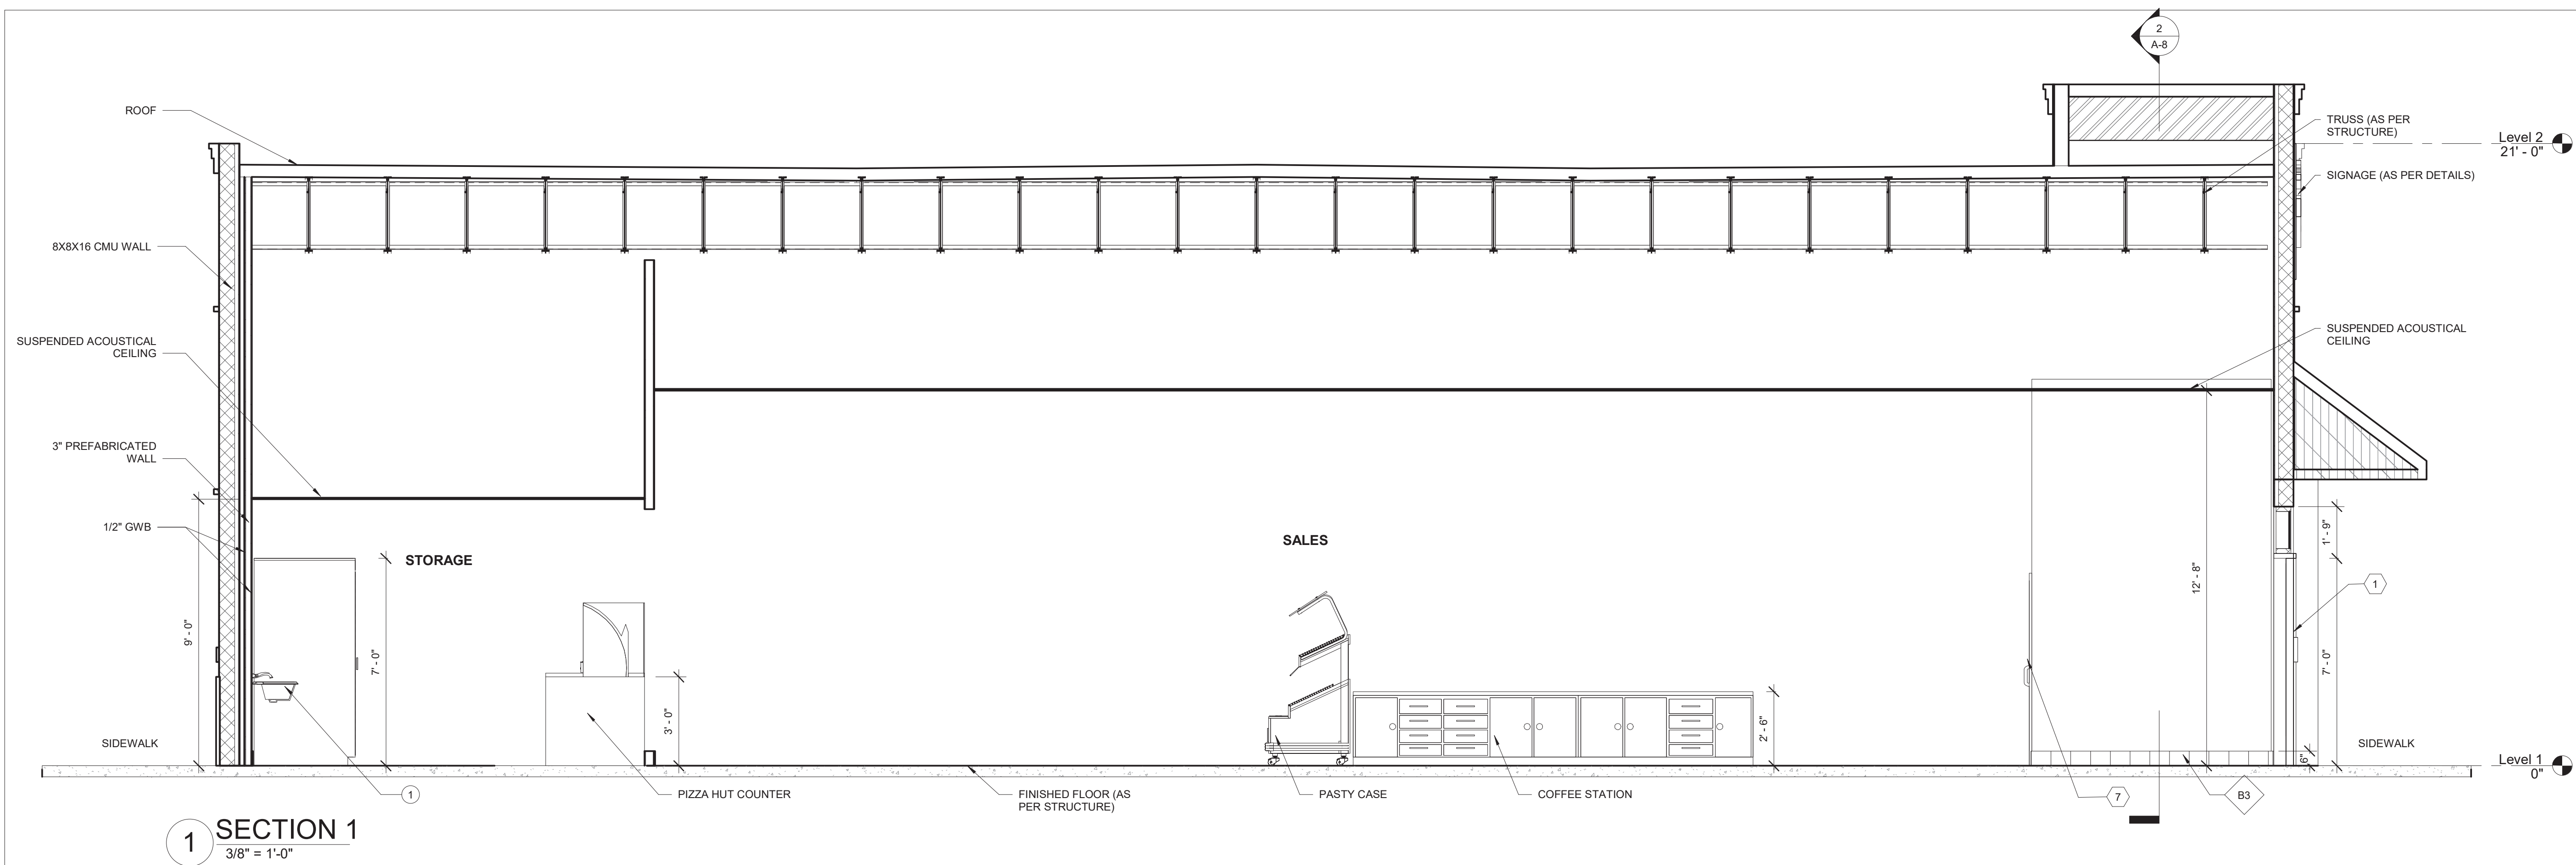 2
A-8
ROOF
TRUSS (AS PER
STRUCTURE)
Level 2
21' - 0"
SIGNAGE (AS PER DETAILS)
8X8X16 CMU WALL
SUSPENDED ACOUSTICAL
CEILING
SUSPENDED ACOUSTICAL
CEILING
3" PREFABRICATED
WALL
1/2" GWB
STORAGE
SALES
9' - 0"
7' - 0"
3' - 0"
2' - 6"
12' - 8"
1' - 9"
7' - 0"
6"
1
SIDEWALK
SIDEWALK
Level 1
0"
1
PIZZA HUT COUNTER
FINISHED FLOOR (AS
PER STRUCTURE)
PASTY CASE
COFFEE STATION
7
B3
1
SECTION 1
3/8" = 1'-0"